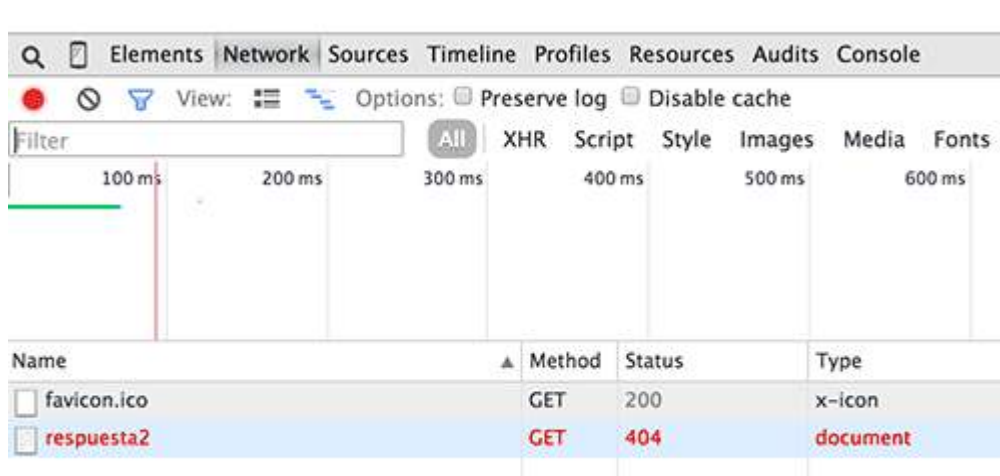 Elements Network Sources Timeline Profiles Resources Audits Console
View: Options: Preserve log Disable cache
Filter All XHR Script Style Images Media Fonts
100 ms 200 ms 300 ms 400 ms 500 ms 600 ms
Name Method Status Type
favicon.ico GET 200 x-icon
respuesta2 GET 404 document